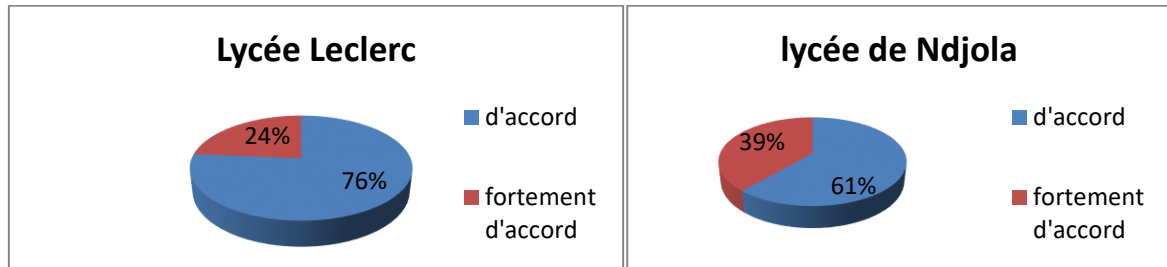 Lycée Leclerc
24%
76%
d'accord
fortement
d'accord
lycée de Ndjola
39%
61%
d'accord
fortement
d'accord